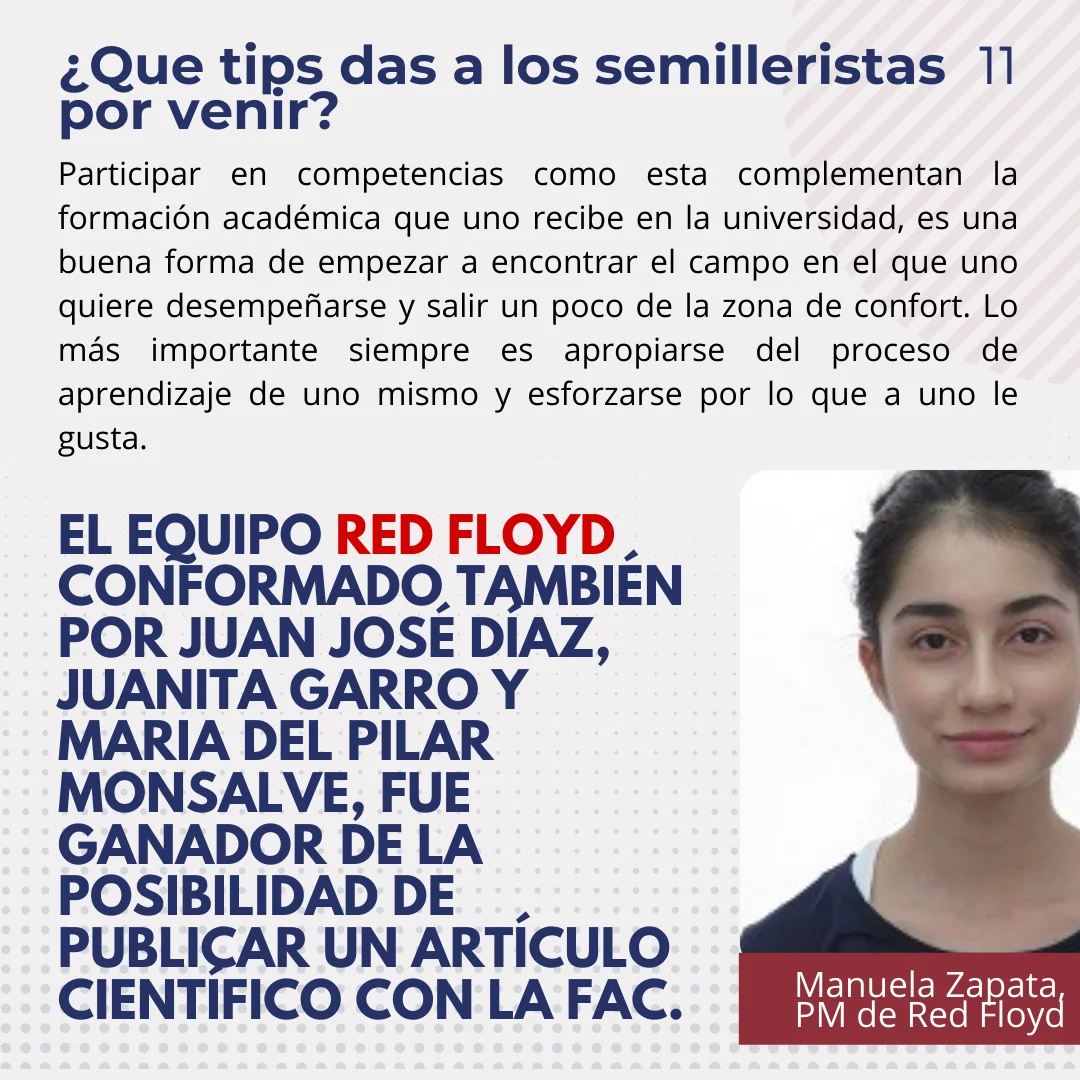 ¿Que tips das a los semilleristas
por venir?
11
Participar en competencias como esta complementan la
formación académica que uno recibe en la universidad, es una
buena forma de empezar a encontrar el campo en el que uno
quiere desempeñarse y salir un poco de la zona de confort. Lo
más importante siempre es apropiarse del proceso de
aprendizaje de uno mismo y esforzarse por lo que a uno le
gusta.
EL EQUIPO RED FLOYD
CONFORMADO TAMBIÉN
POR JUAN JOSÉ DÍAZ,
JUANITA GARRO Y
MARIA DEL PILAR
MONSALVE, FUE
GANADOR DE LA
POSIBILIDAD DE
PUBLICAR UN ARTÍCULO
CIENTÍFICO CON LA FAC.
Manuela Zapata,
PM de Red Floyd